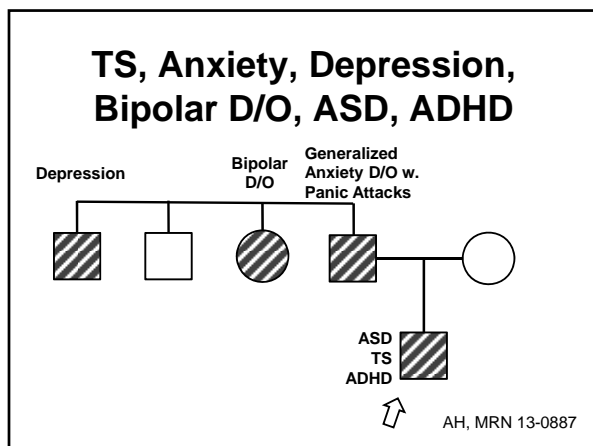 TS, Anxiety, Depression,
Bipolar D/O, ASD, ADHD
Depression
Bipolar
D/O
Generalized
Anxiety D/O w.
Panic Attacks
ASD
TS
ADHD
AH, MRN 13-0887